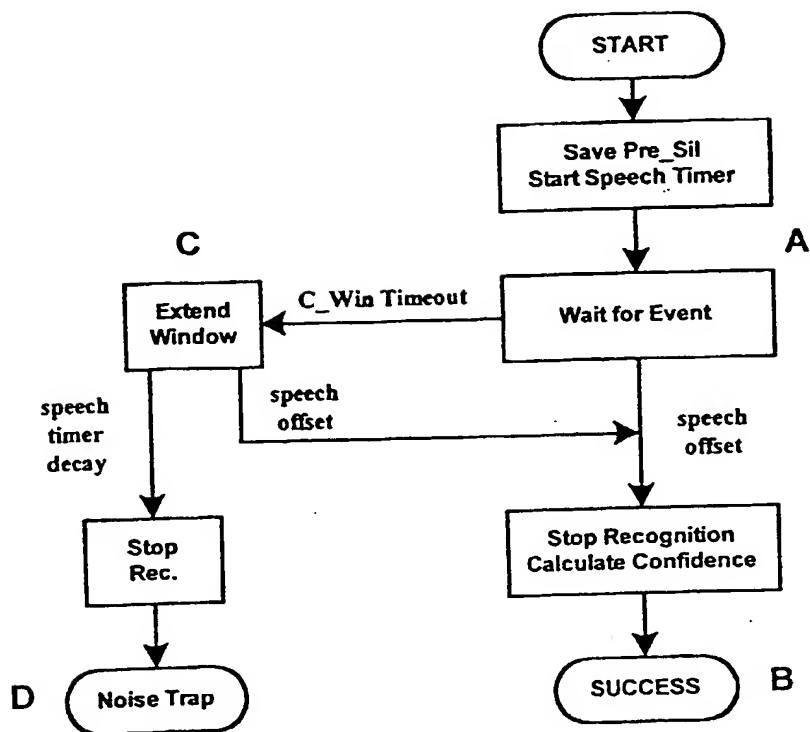 START
Save Pre_Sil
Start Speech Timer
A
C
C_Win Timeout
Extend
Window
Wait for Event
speech
timer
decay
speech
offset
speech
offset
Stop
Rec.
Stop Recognition
Calculate Confidence
D
Noise Trap
SUCCESS
B